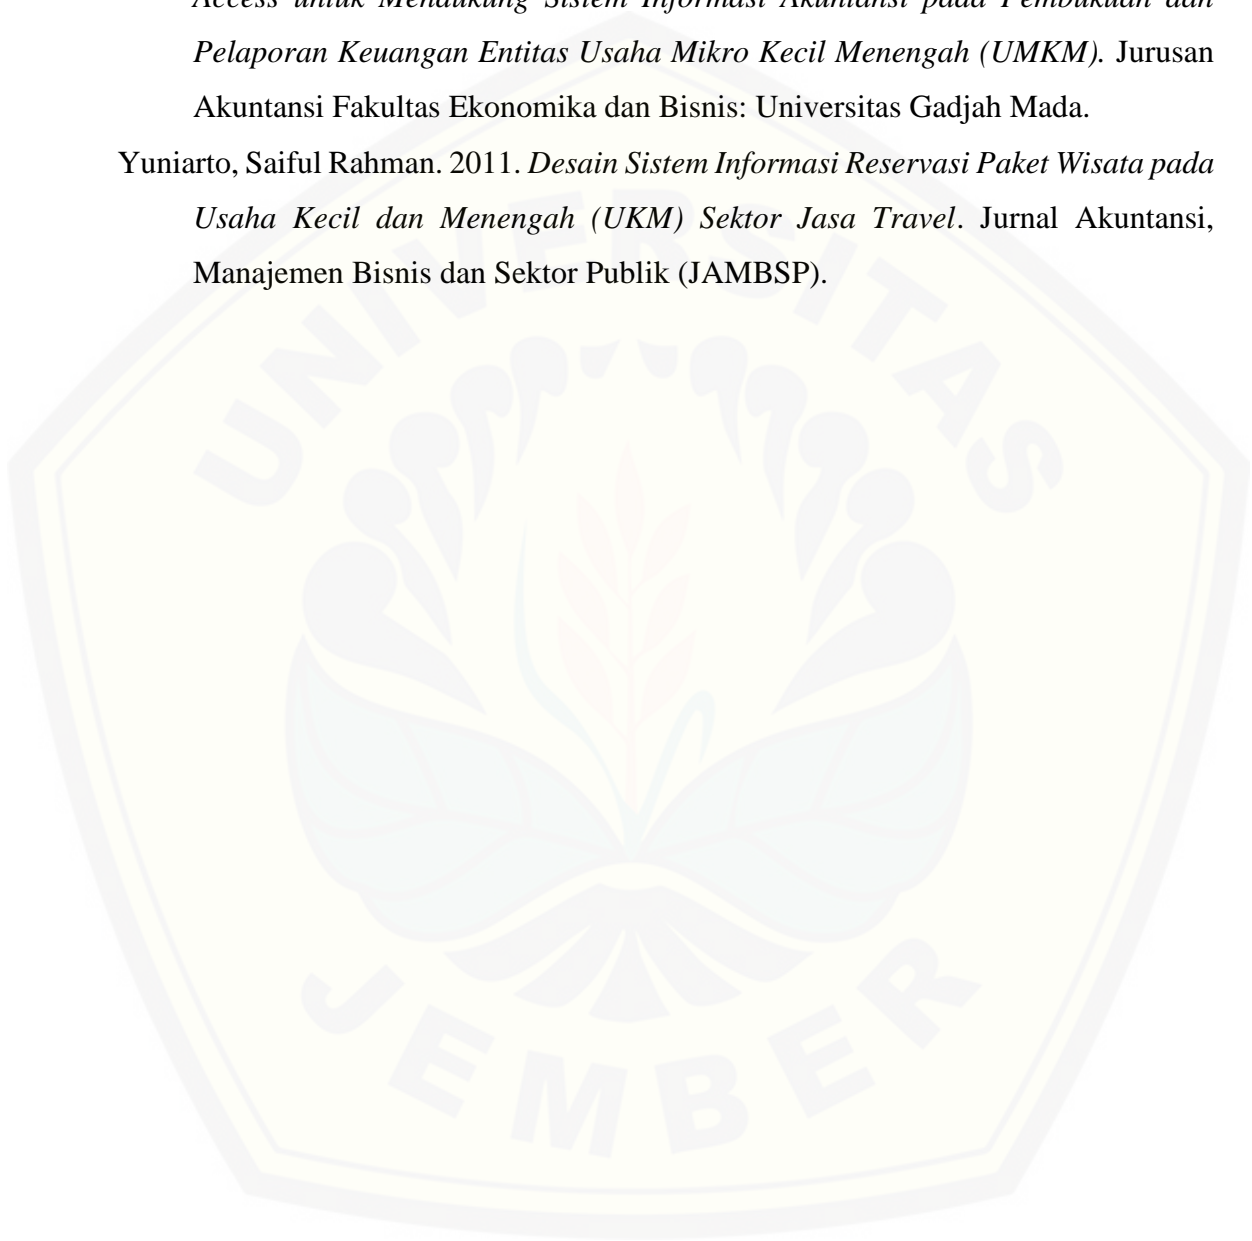 Access untuk Mendukung Sistem Informasi Akuntansi pada Pembukuan dan
Pelaporan Keuangan Entitas Usaha Mikro Kecil Menengah (UMKM). Jurusan
Akuntansi Fakultas Ekonomika dan Bisnis: Universitas Gadjah Mada.
Yuniarto, Saiful Rahman. 2011. Desain Sistem Informasi Reservasi Paket Wisata pada
Usaha Kecil dan Menengah (UKM) Sektor Jasa Travel. Jurnal Akuntansi,
Manajemen Bisnis dan Sektor Publik (JAMBSP).
UNIVERSITAS
JEMBER